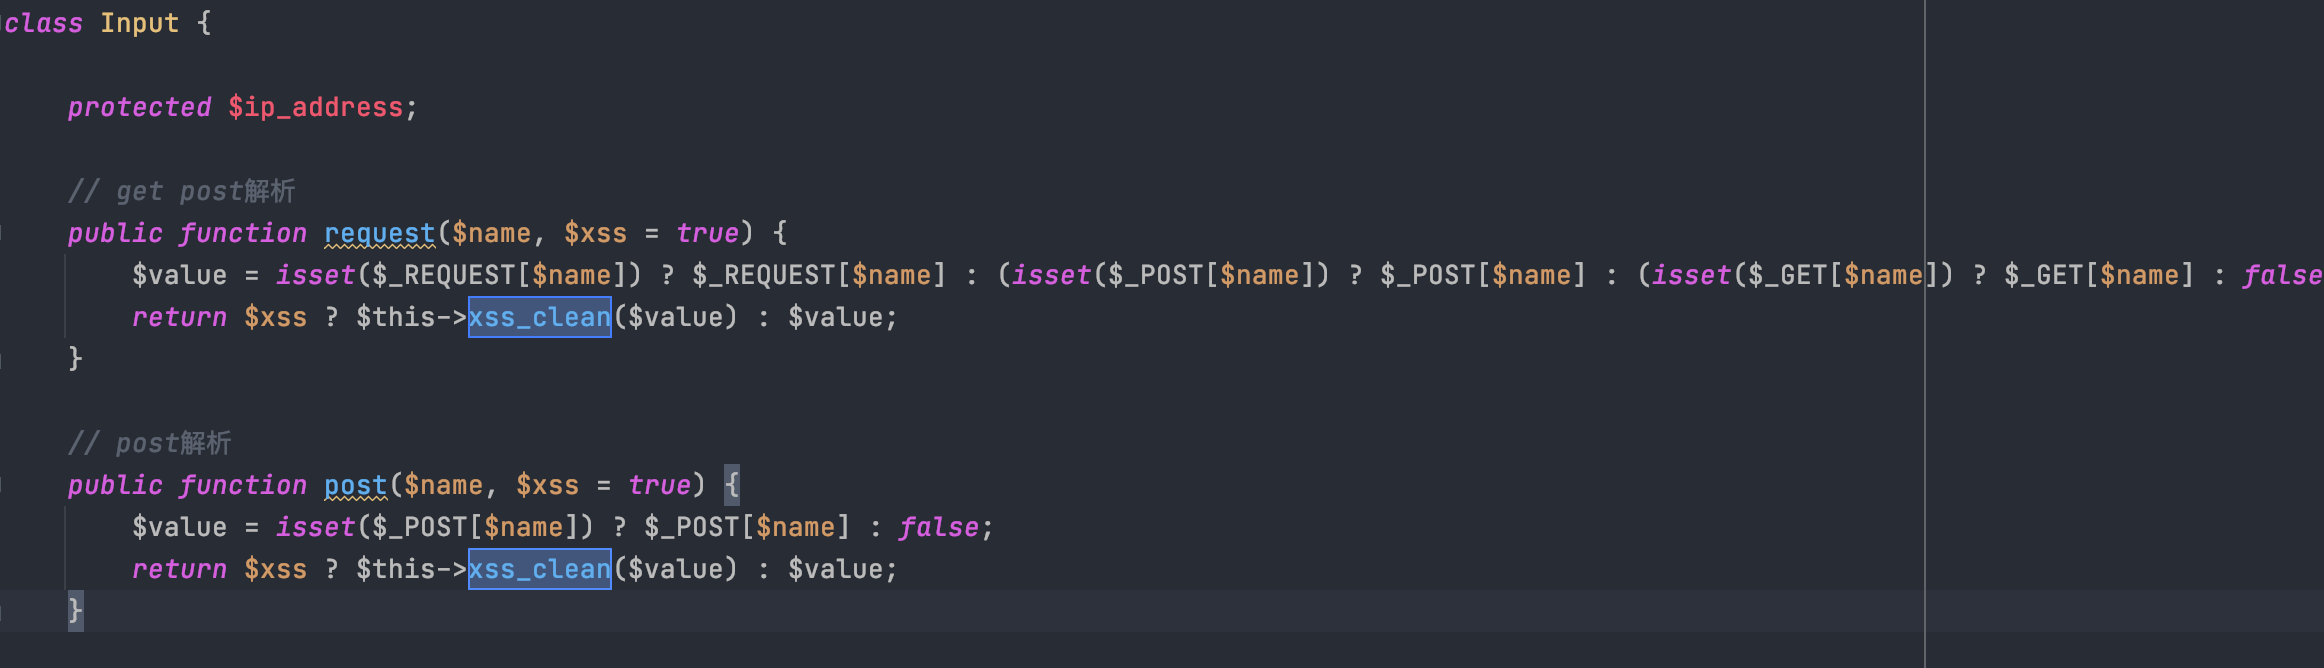 class Input {
protected $ip_address;
// get post解析
public function request($name, $xss = true) {
$value = isset($_REQUEST[$name]) ? $_REQUEST[$name] : (isset($_POST[$name]) ? $_POST[$name] : (isset($_GET[$name]) ? $_GET[$name] : false
return $xss ? $this->xss_clean($value) : $value;
}
// post解析
public function post($name, $xss = true) {
$value = isset($_POST[$name]) ? $_POST[$name] : false;
return $xss ? $this->xss_clean($value) : $value;
}